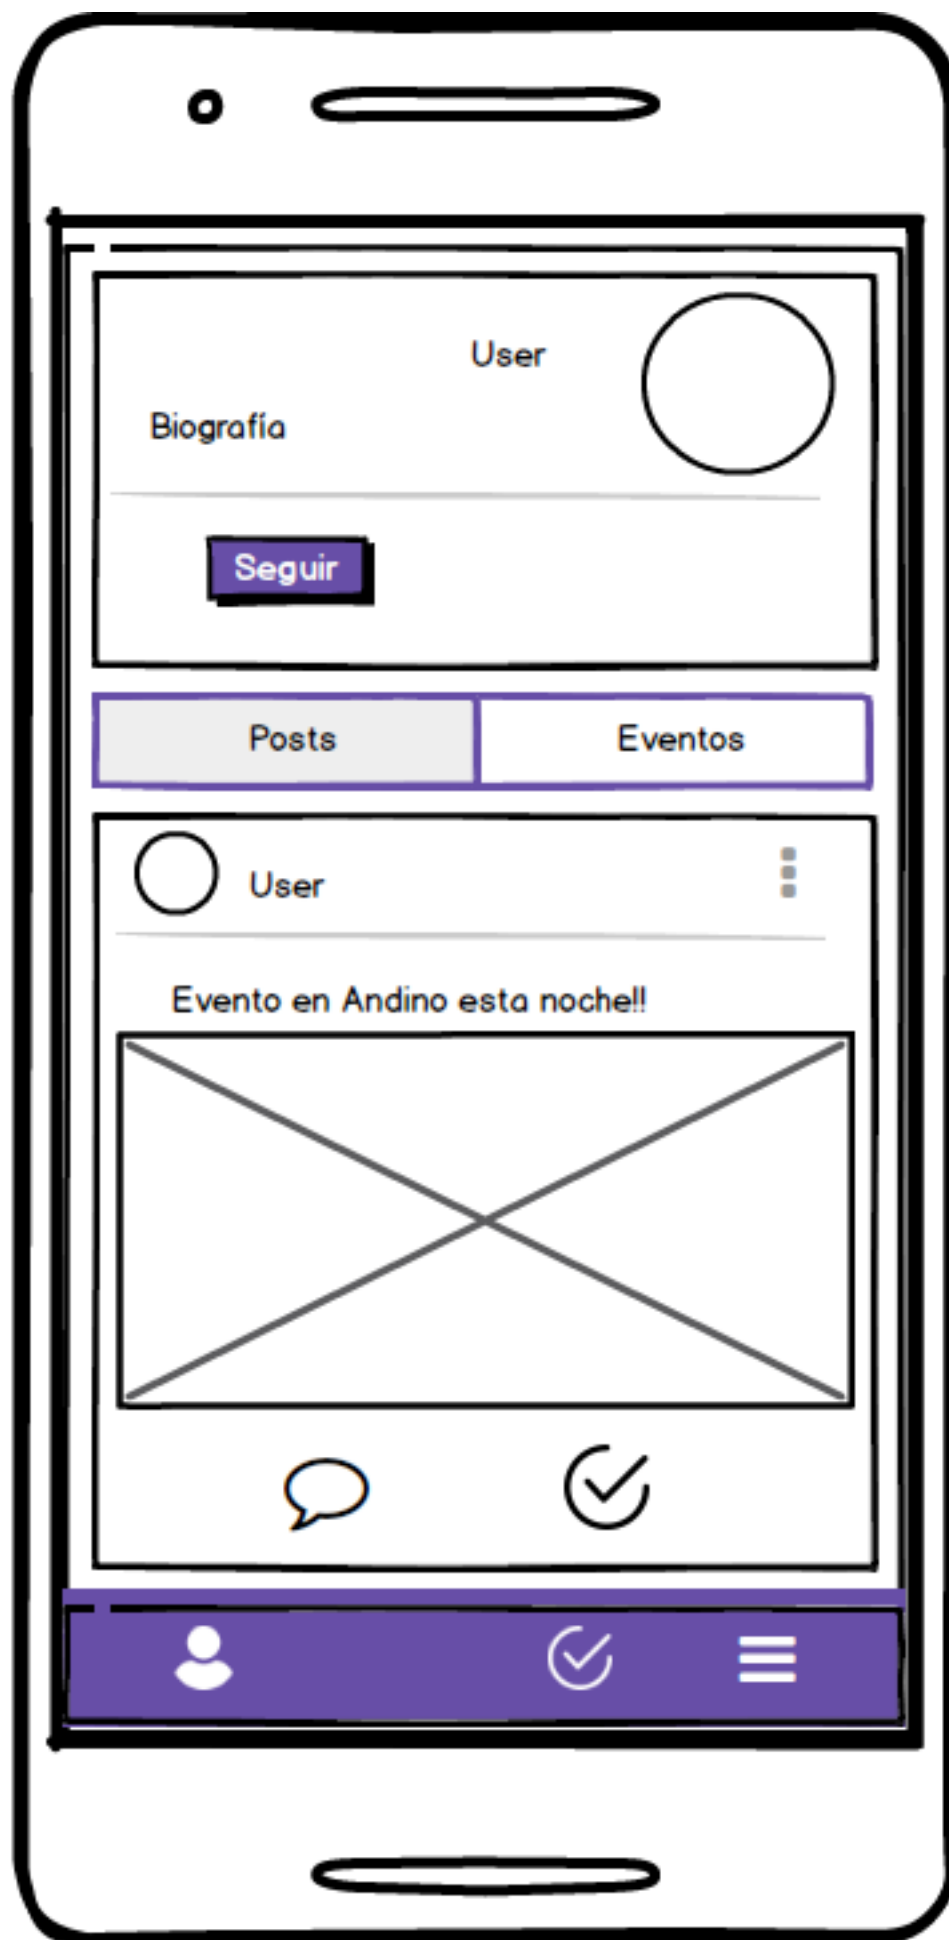 User
Biografía
Seguir
Posts
Eventos
User
Evento en Andino esta noche!!